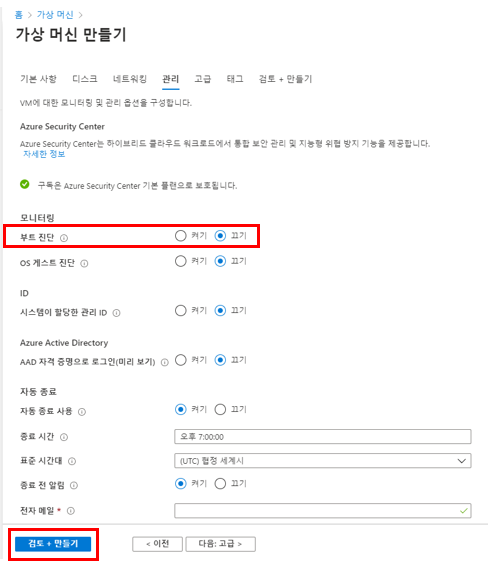 홈 > 가상 머신 >
가상 머신 만들기
기본 사항 디스크 네트워킹 관리 고급 태그 검토 + 만들기
VM에 대한 모니터링 및 관리 옵션을 구성합니다.
Azure Security Center
Azure Security Center는 하이브리드 클라우드 워크로드에서 통합 보안 관리 및 지능형 위협 방지 기능을 제공합니다.
자세한 정보
구독은 Azure Security Center 기본 플랜으로 보호됩니다.
모니터링
부트 진단 켜기 끄기
OS 게스트 진단 켜기 끄기
ID
시스템이 할당한 관리 ID 켜기 끄기
Azure Active Directory
AAD 자격 증명으로 로그인(미리 보기) 켜기 끄기
자동 종료
자동 종료 사용 켜기 끄기
종료 시간 오후 7:00:00
표준 시간대 (UTC) 협정 세계시
종료 전 알림 켜기 끄기
전자 메일 *
검토 + 만들기 < 이전 다음: 고급 >